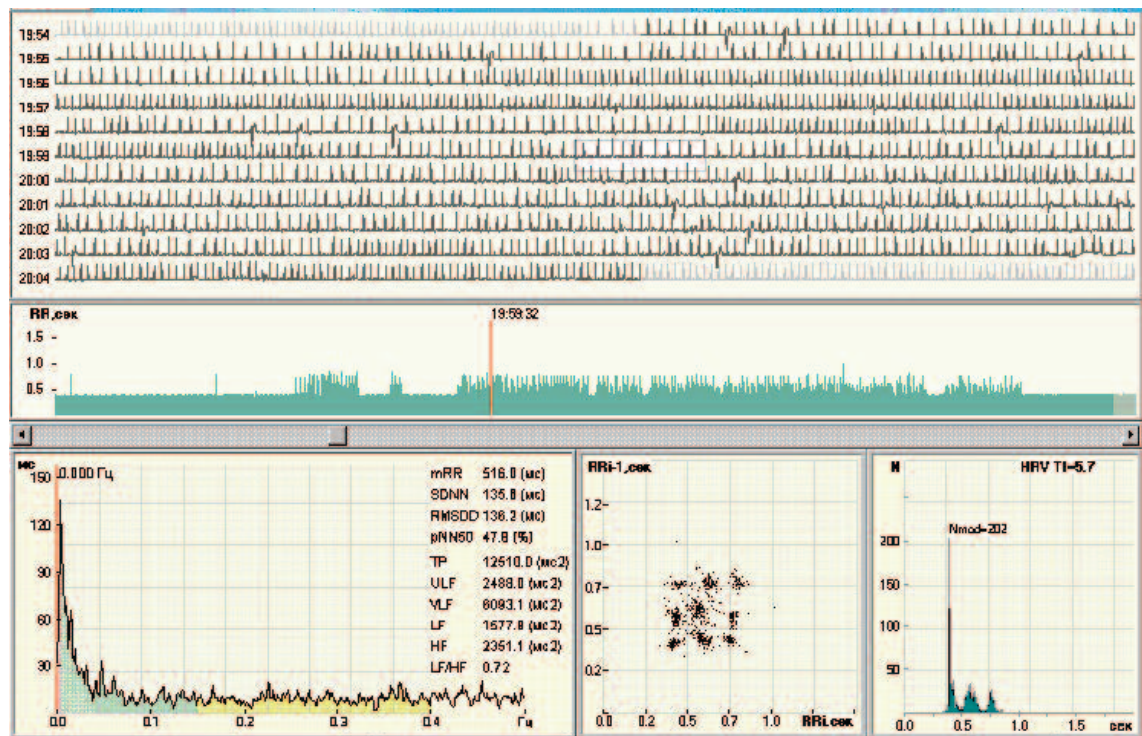 19:54
19:55
19:56
19:57
19:58
19:59
20:00
20:01
20:02
20:03
20:04
RR,сек
19:59:32
1.5
1.0
0.5
мс
0.000 Гц
150
120
90
60
30
0.0 0.1 0.2 0.3 0.4 Гц
mRR 516.0 (мс)
SDNN 135.8 (мс)
RMSDD 136.2 (мс)
pNN50 47.8 (%)
TP 12510.0 (мс2)
ULF 2488.0 (мс2)
VLF 6093.1 (мс2)
LF 1677.9 (мс2)
HF 2351.1 (мс2)
LF/HF 0.72
RRi-1,сек
1.2
1.0
0.7
0.5
0.2
0.0 0.2 0.5 0.7 1.0 RRi,сек
N
HRV TI=5.7
Nmod=202
200
150
100
50
0.0 0.5 1.0 1.5 сек